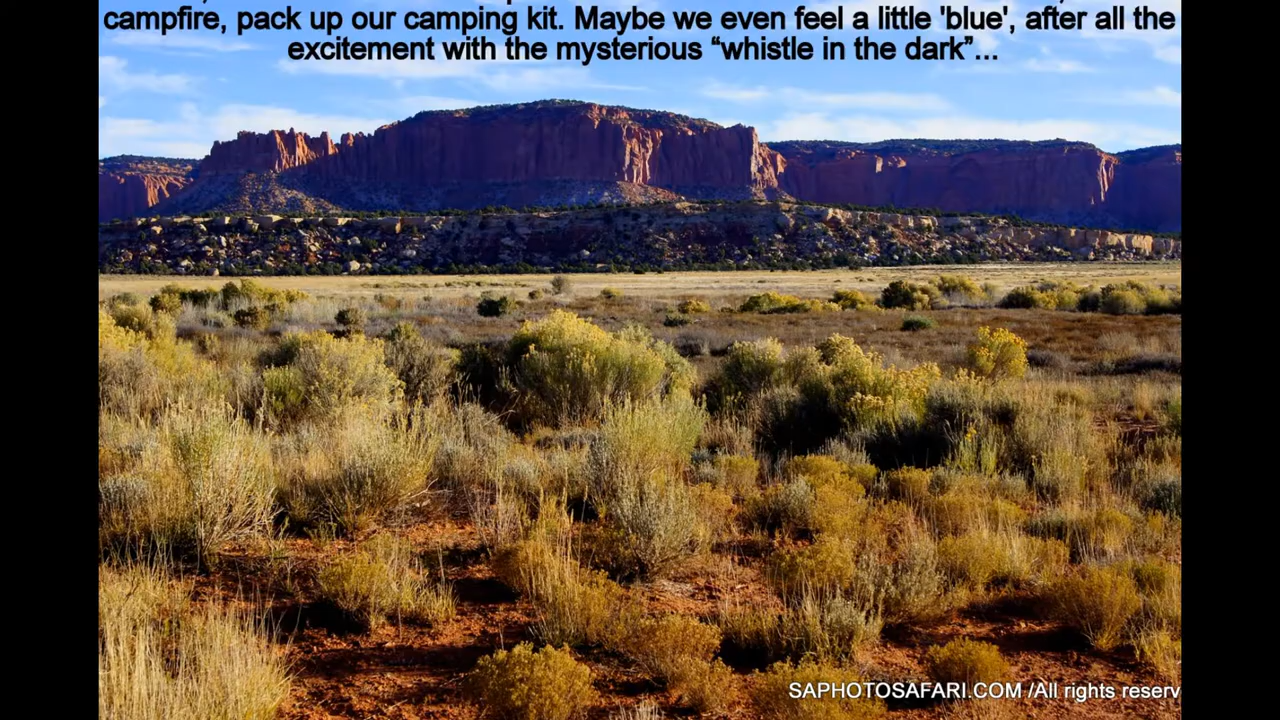 campfire, pack up our camping kit. Maybe we even feel a little 'blue', after all the
excitement with the mysterious “whistle in the dark”...
SAPHOTOSAFARI.COM /All rights reserv